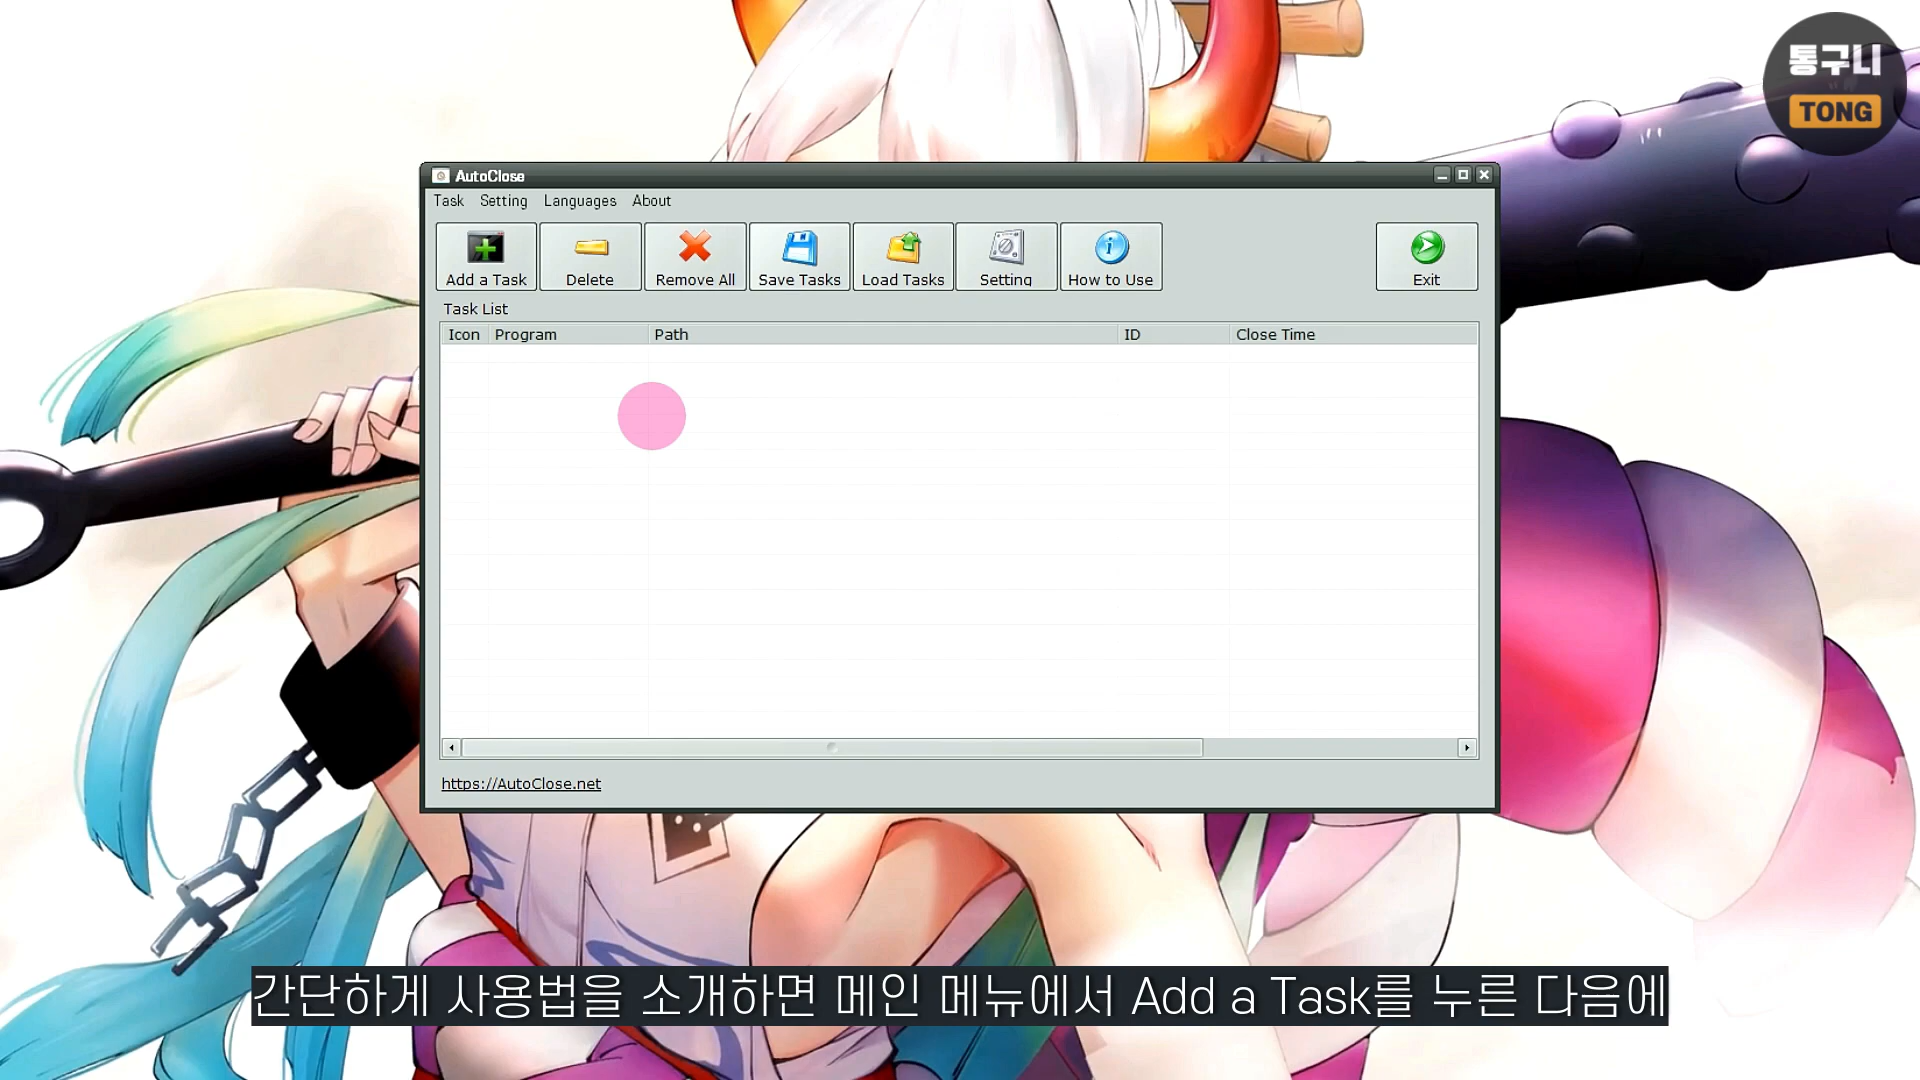 통구니
TONG
AutoClose
Task Setting Languages About
Add a Task Delete Remove All Save Tasks Load Tasks Setting How to Use Exit
Task List
Icon Program Path ID Close Time
https://AutoClose.net
간단하게 사용법을 소개하면 메인 메뉴에서 Add a Task를 누른 다음에